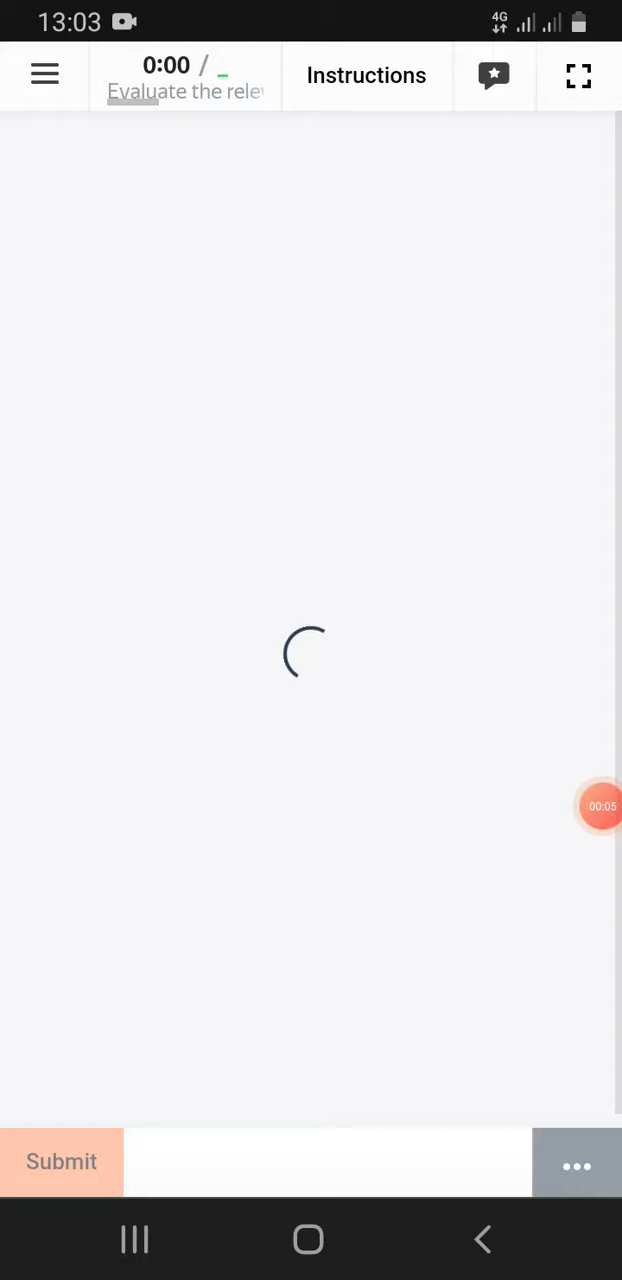 13:03
4G
0:00 / _
Evaluate the rele
Instructions
00:05
Submit